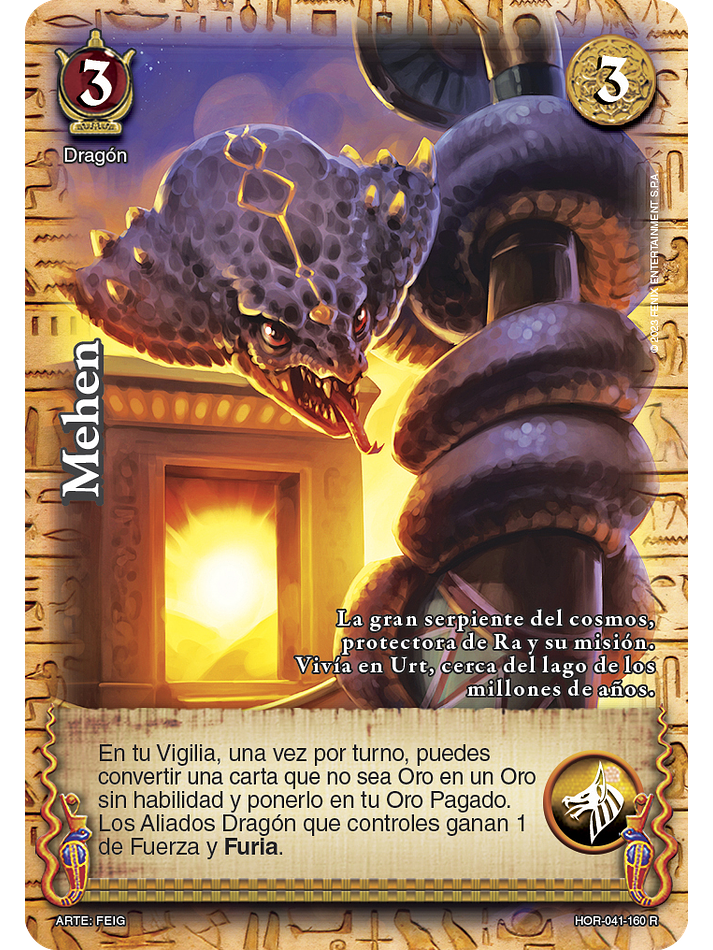 3
3
Dragón
© 2023 FENIX ENTERTAINMENT S.P.A.
Mehen
La gran serpiente del cosmos,
protectora de Ra y su misión.
Vivía en Urt, cerca del lago de los
millones de años.
En tu Vigilia, una vez por turno, puedes
convertir una carta que no sea Oro en un Oro
sin habilidad y ponerlo en tu Oro Pagado.
Los Aliados Dragón que controles ganan 1
de Fuerza y Furia.
ARTE: FEIG
HOR-041-160 R